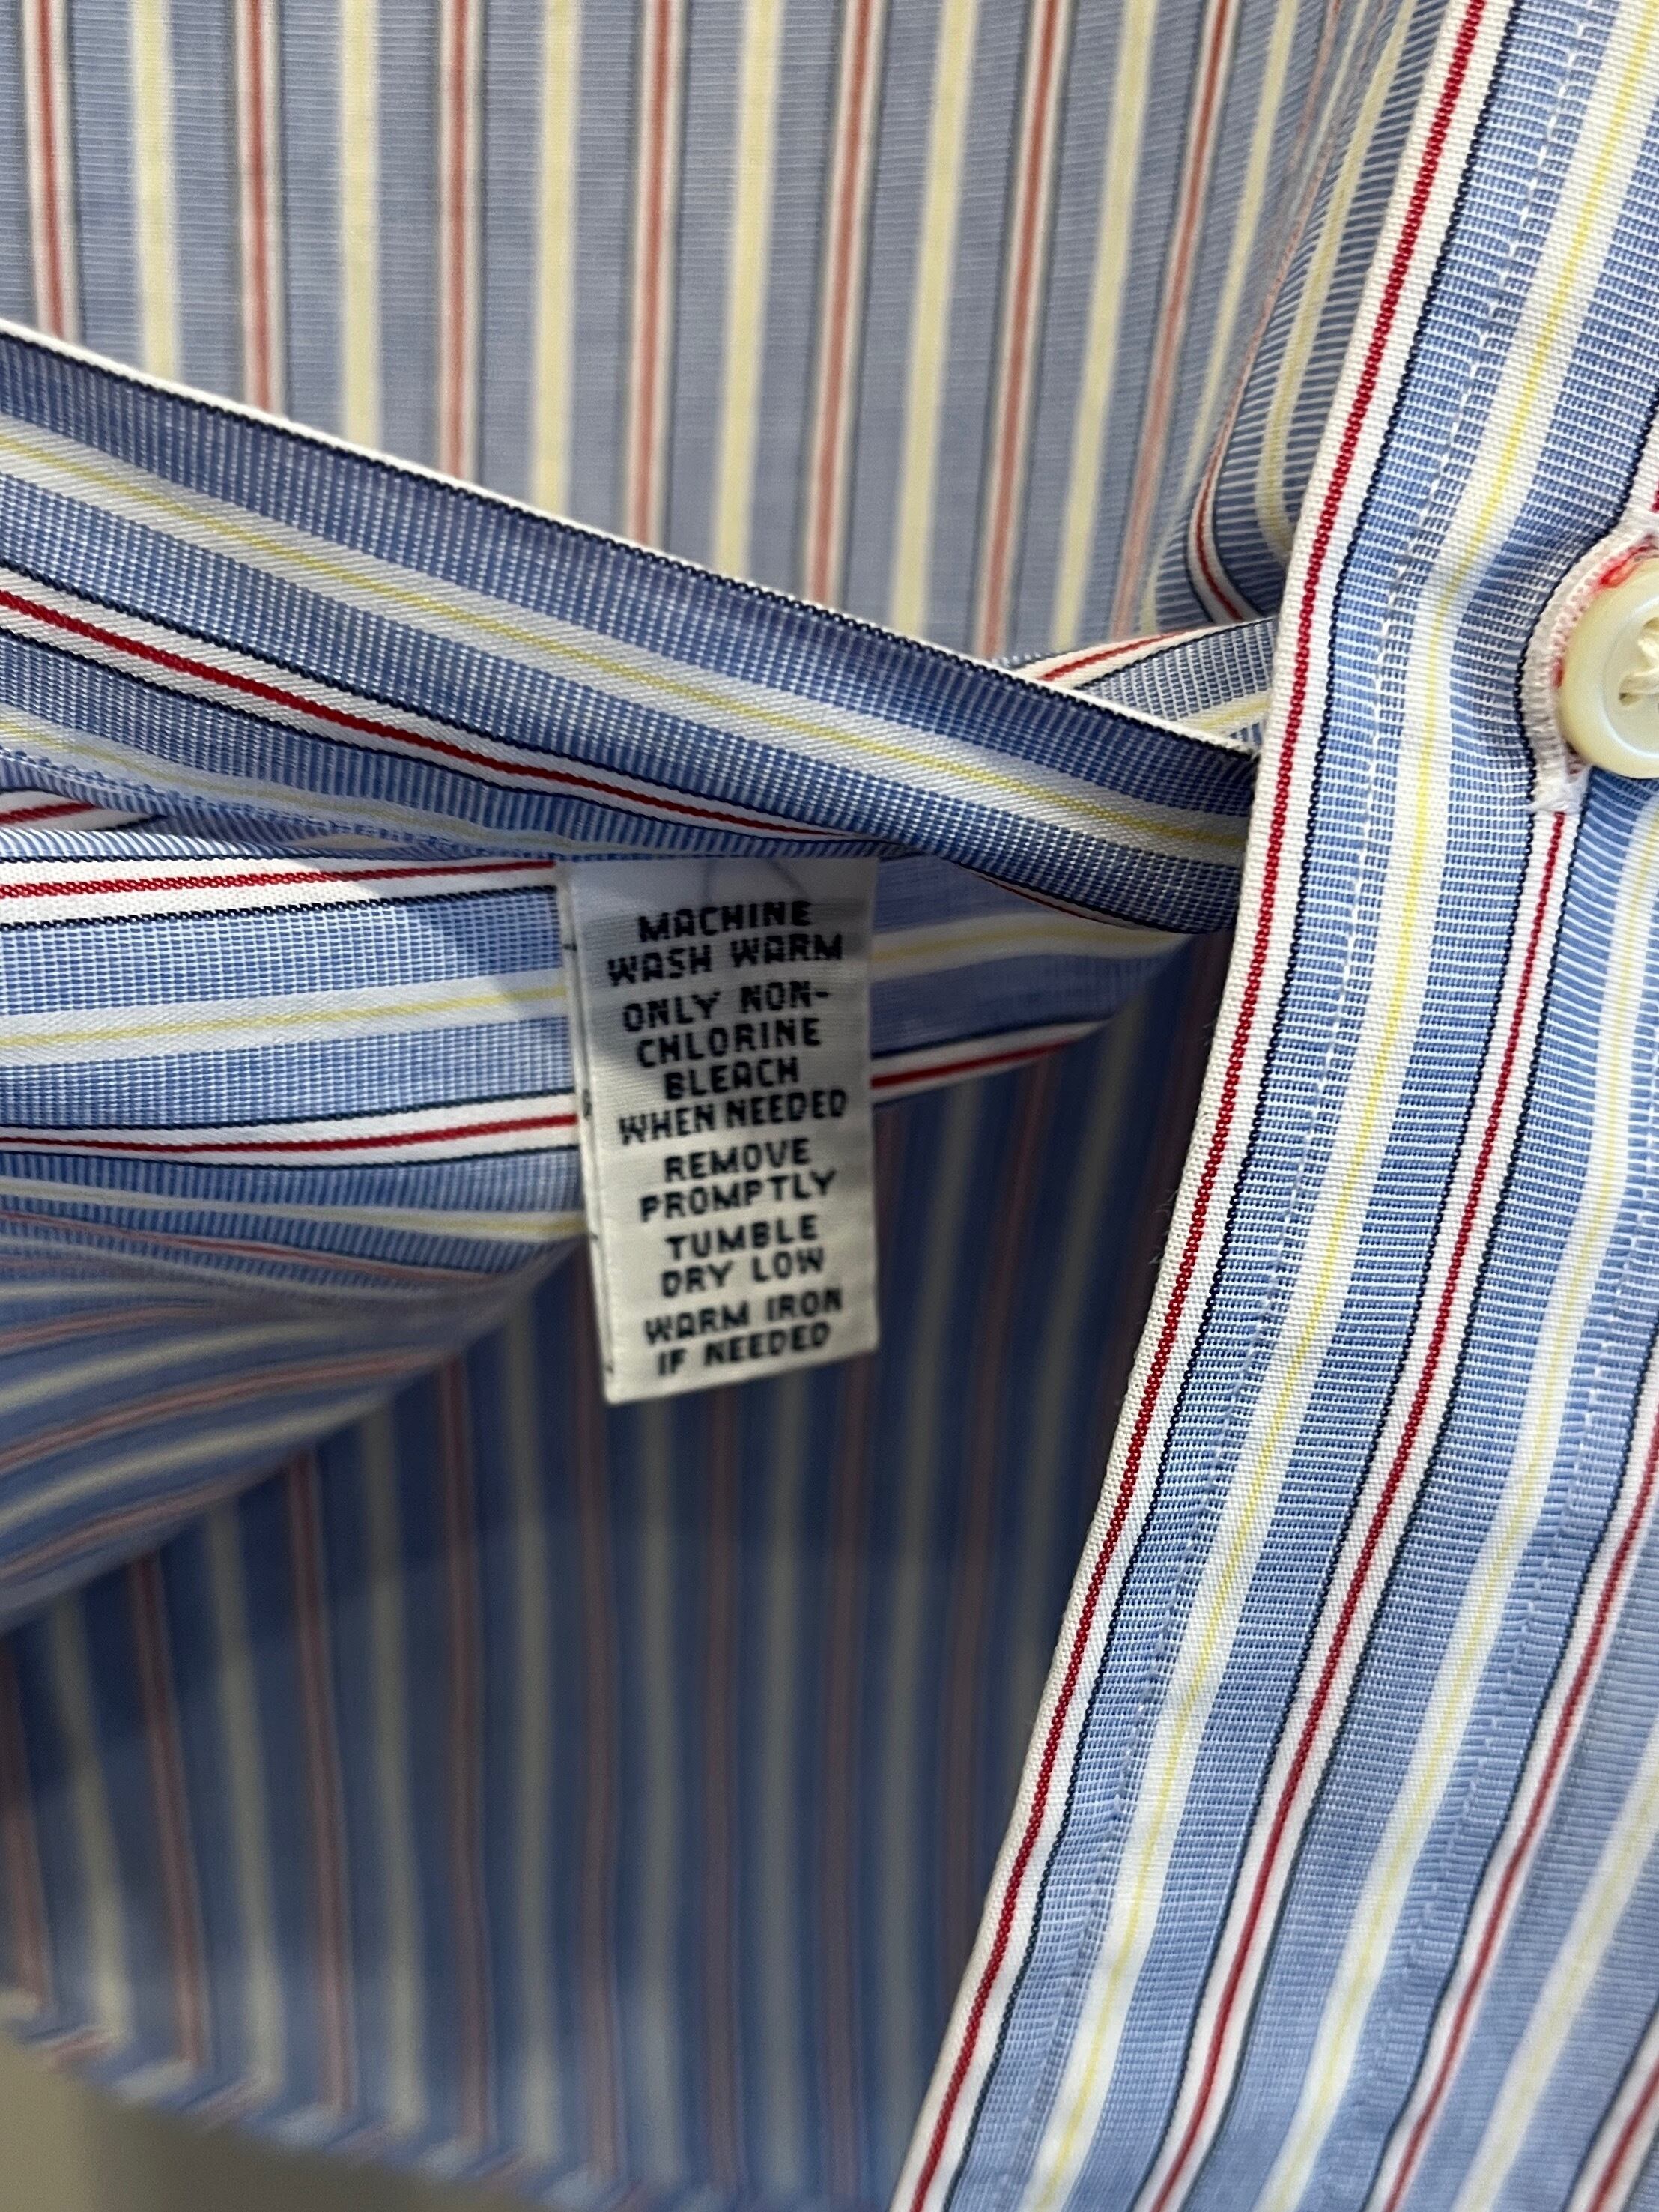 MACHINE
WASH WARM
ONLY NON-
CHLORINE
BLEACH
WHEN NEEDED
REMOVE
PROMPTLY
TUMBLE
DRY LOW
WARM IRON
IF NEEDED